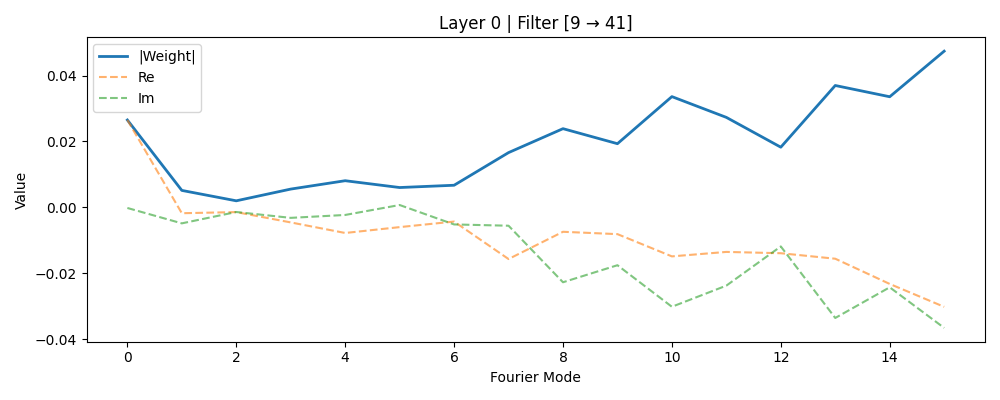 Layer 0 | Filter [9 → 41]
|Weight|
Re
Im
Value
0.04
0.02
0.00
−0.02
−0.04
0 2 4 6 8 10 12 14
Fourier Mode